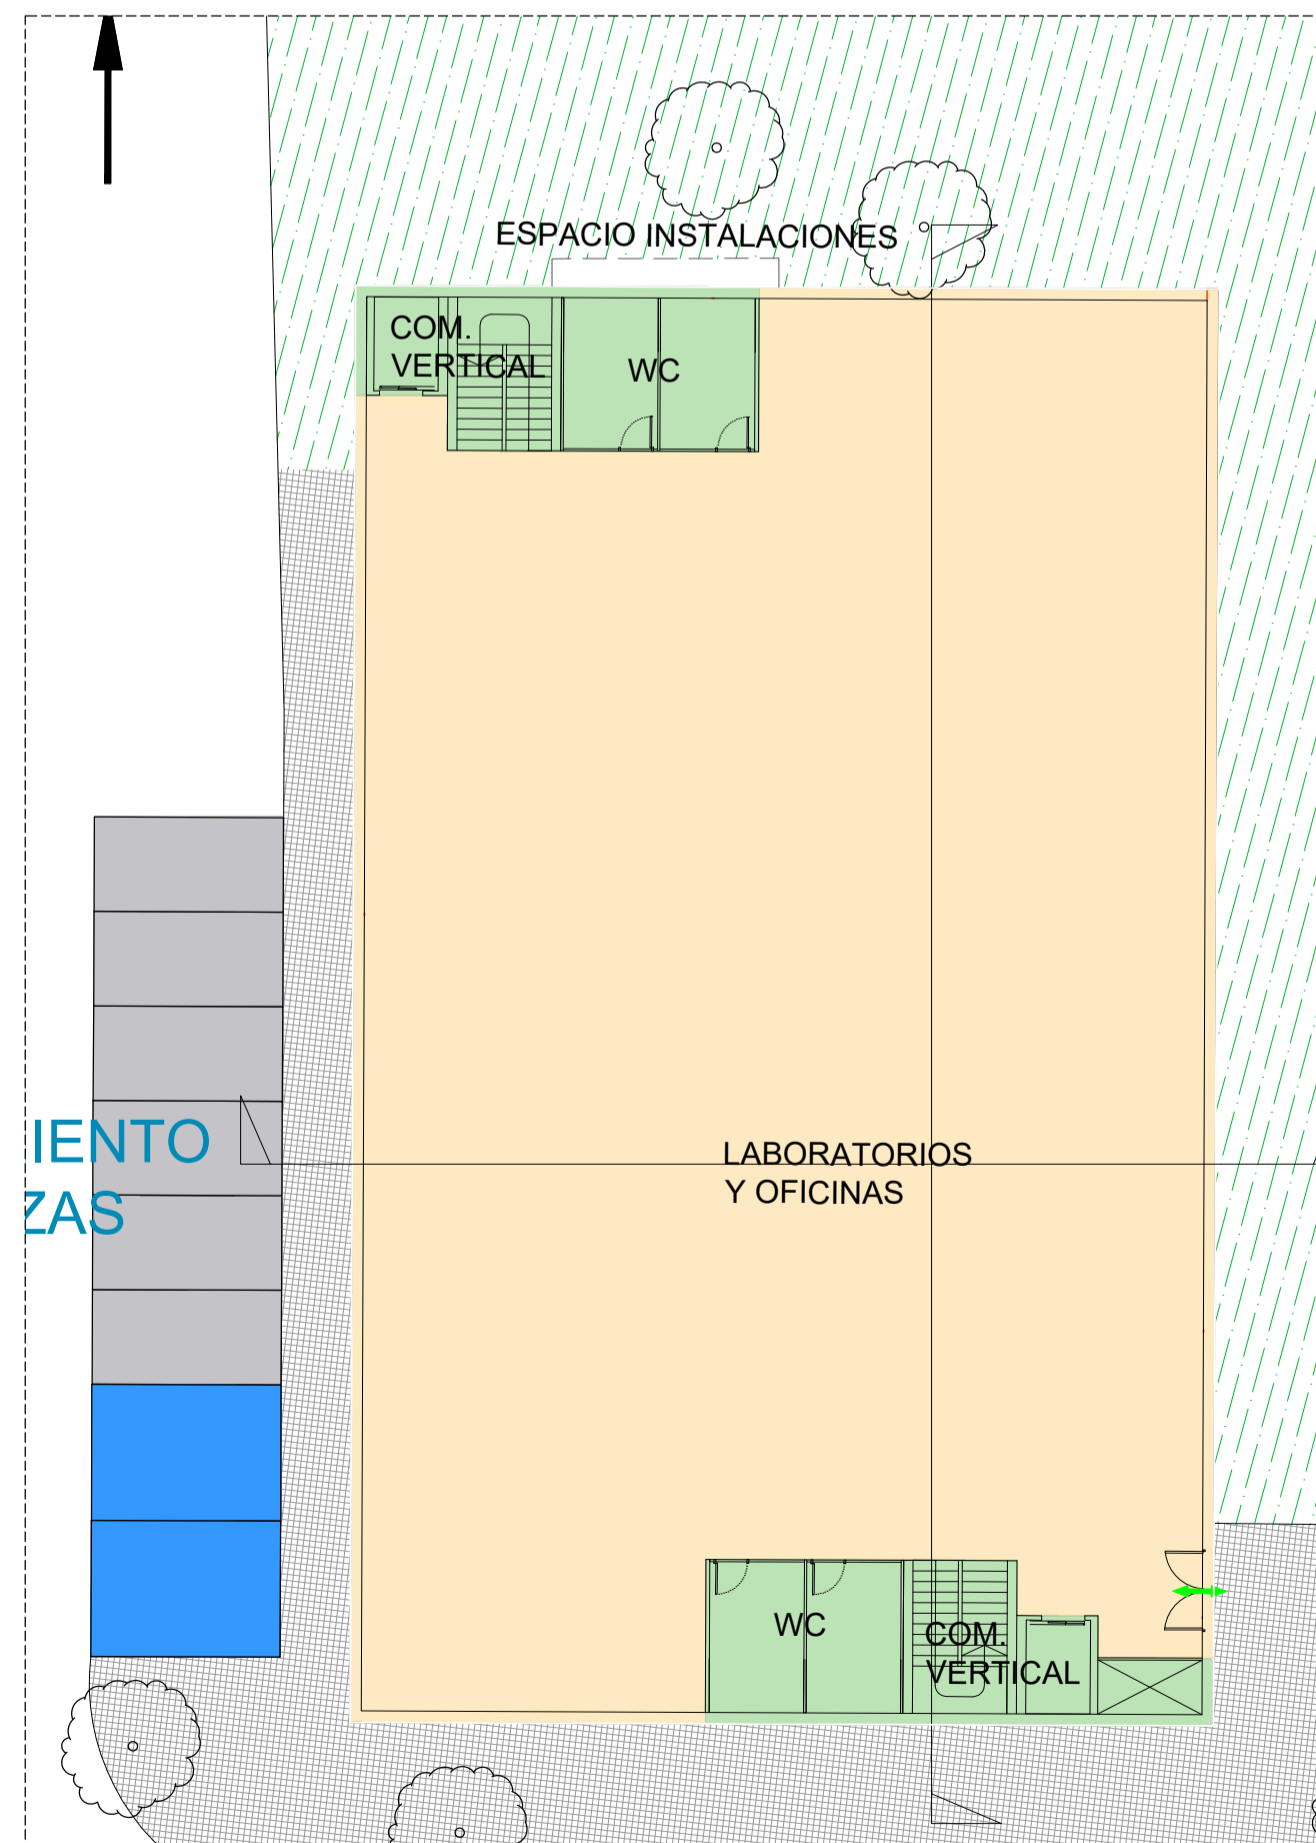 ESPACIO INSTALACIONES
COM.
VERTICAL
WC
IENTO
ZAS
LABORATORIOS
Y OFICINAS
WC
COM.
VERTICAL